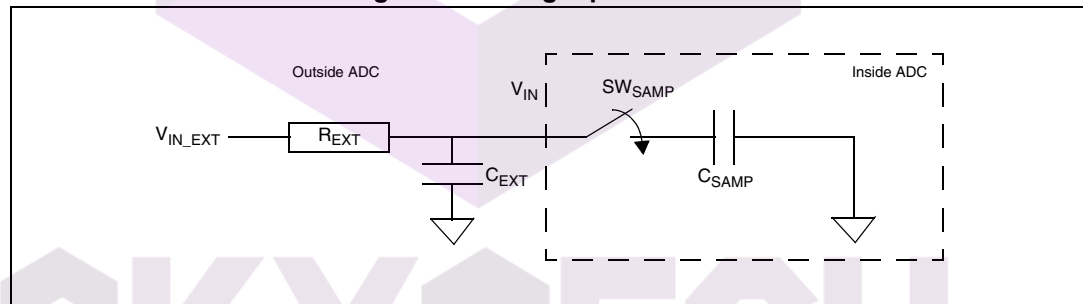 Outside ADC
Inside ADC
V_IN
SW_SAMP
V_IN_EXT
R_EXT
C_EXT
C_SAMP